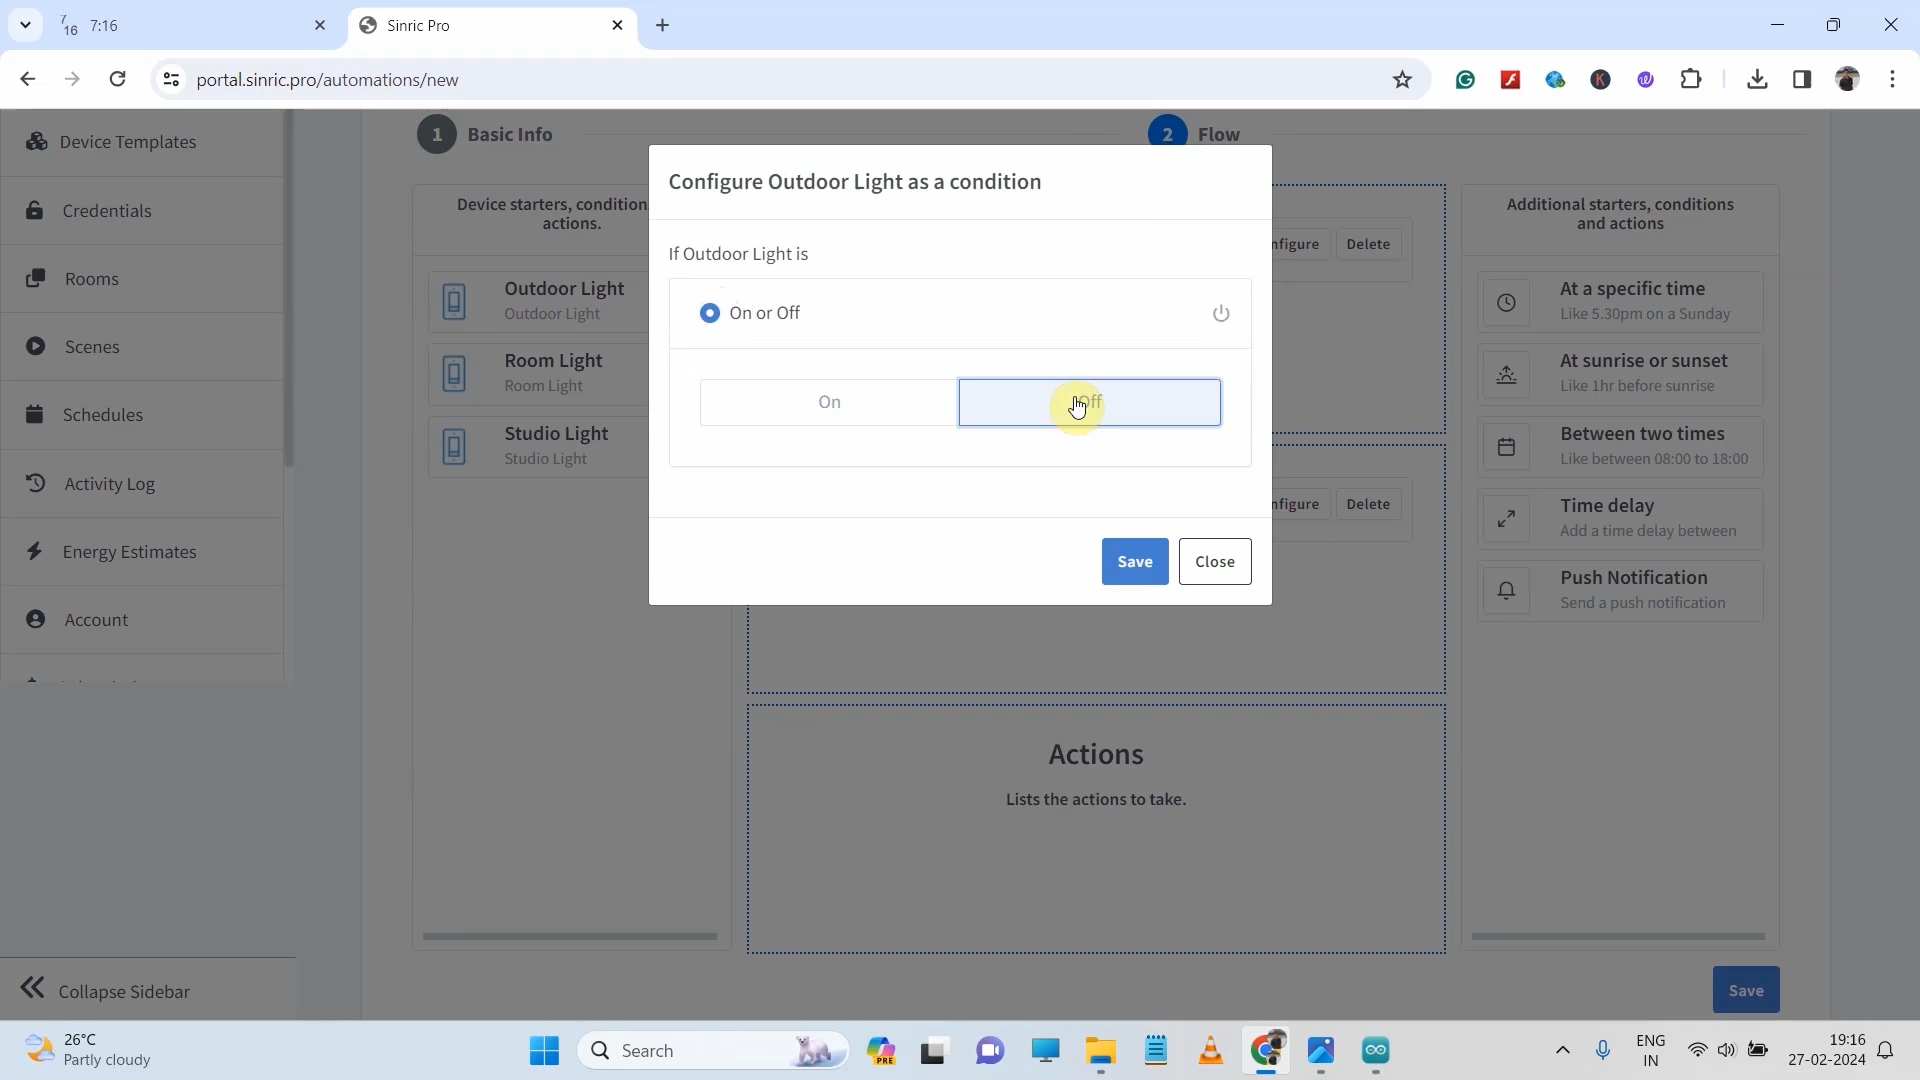 7
16
7:16
Sinric Pro
portal.sinric.pro/automations/new
Device Templates
Credentials
Rooms
Scenes
Schedules
Activity Log
Energy Estimates
Account
Collapse Sidebar
1 Basic Info
2 Flow
Device starters, condition
actions.
Outdoor Light
Outdoor Light
Room Light
Room Light
Studio Light
Studio Light
Configure Outdoor Light as a condition
If Outdoor Light is
On or Off
On
Off
Save
Close
nfigure
Delete
nfigure
Delete
Actions
Lists the actions to take.
Additional starters, conditions
and actions
At a specific time
Like 5.30pm on a Sunday
At sunrise or sunset
Like 1hr before sunrise
Between two times
Like between 08:00 to 18:00
Time delay
Add a time delay between
Push Notification
Send a push notification
Save
26°C
Partly cloudy
Search
PRE
ENG
IN
19:16
27-02-2024